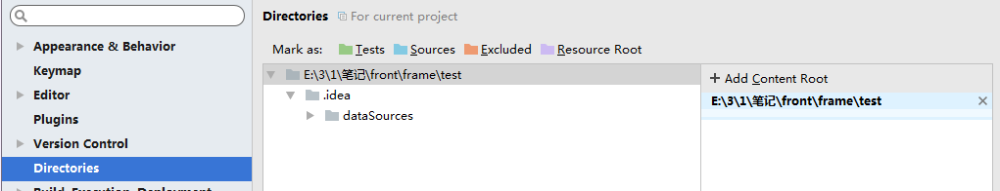 Directories For current project
Appearance & Behavior
Keymap
Editor
Plugins
Version Control
Directories
Build, Execution, Deployment
Mark as: Tests Sources Excluded Resource Root
E:\3\1\笔记\front\frame\test
.idea
dataSources
+ Add Content Root
E:\3\1\笔记\front\frame\test